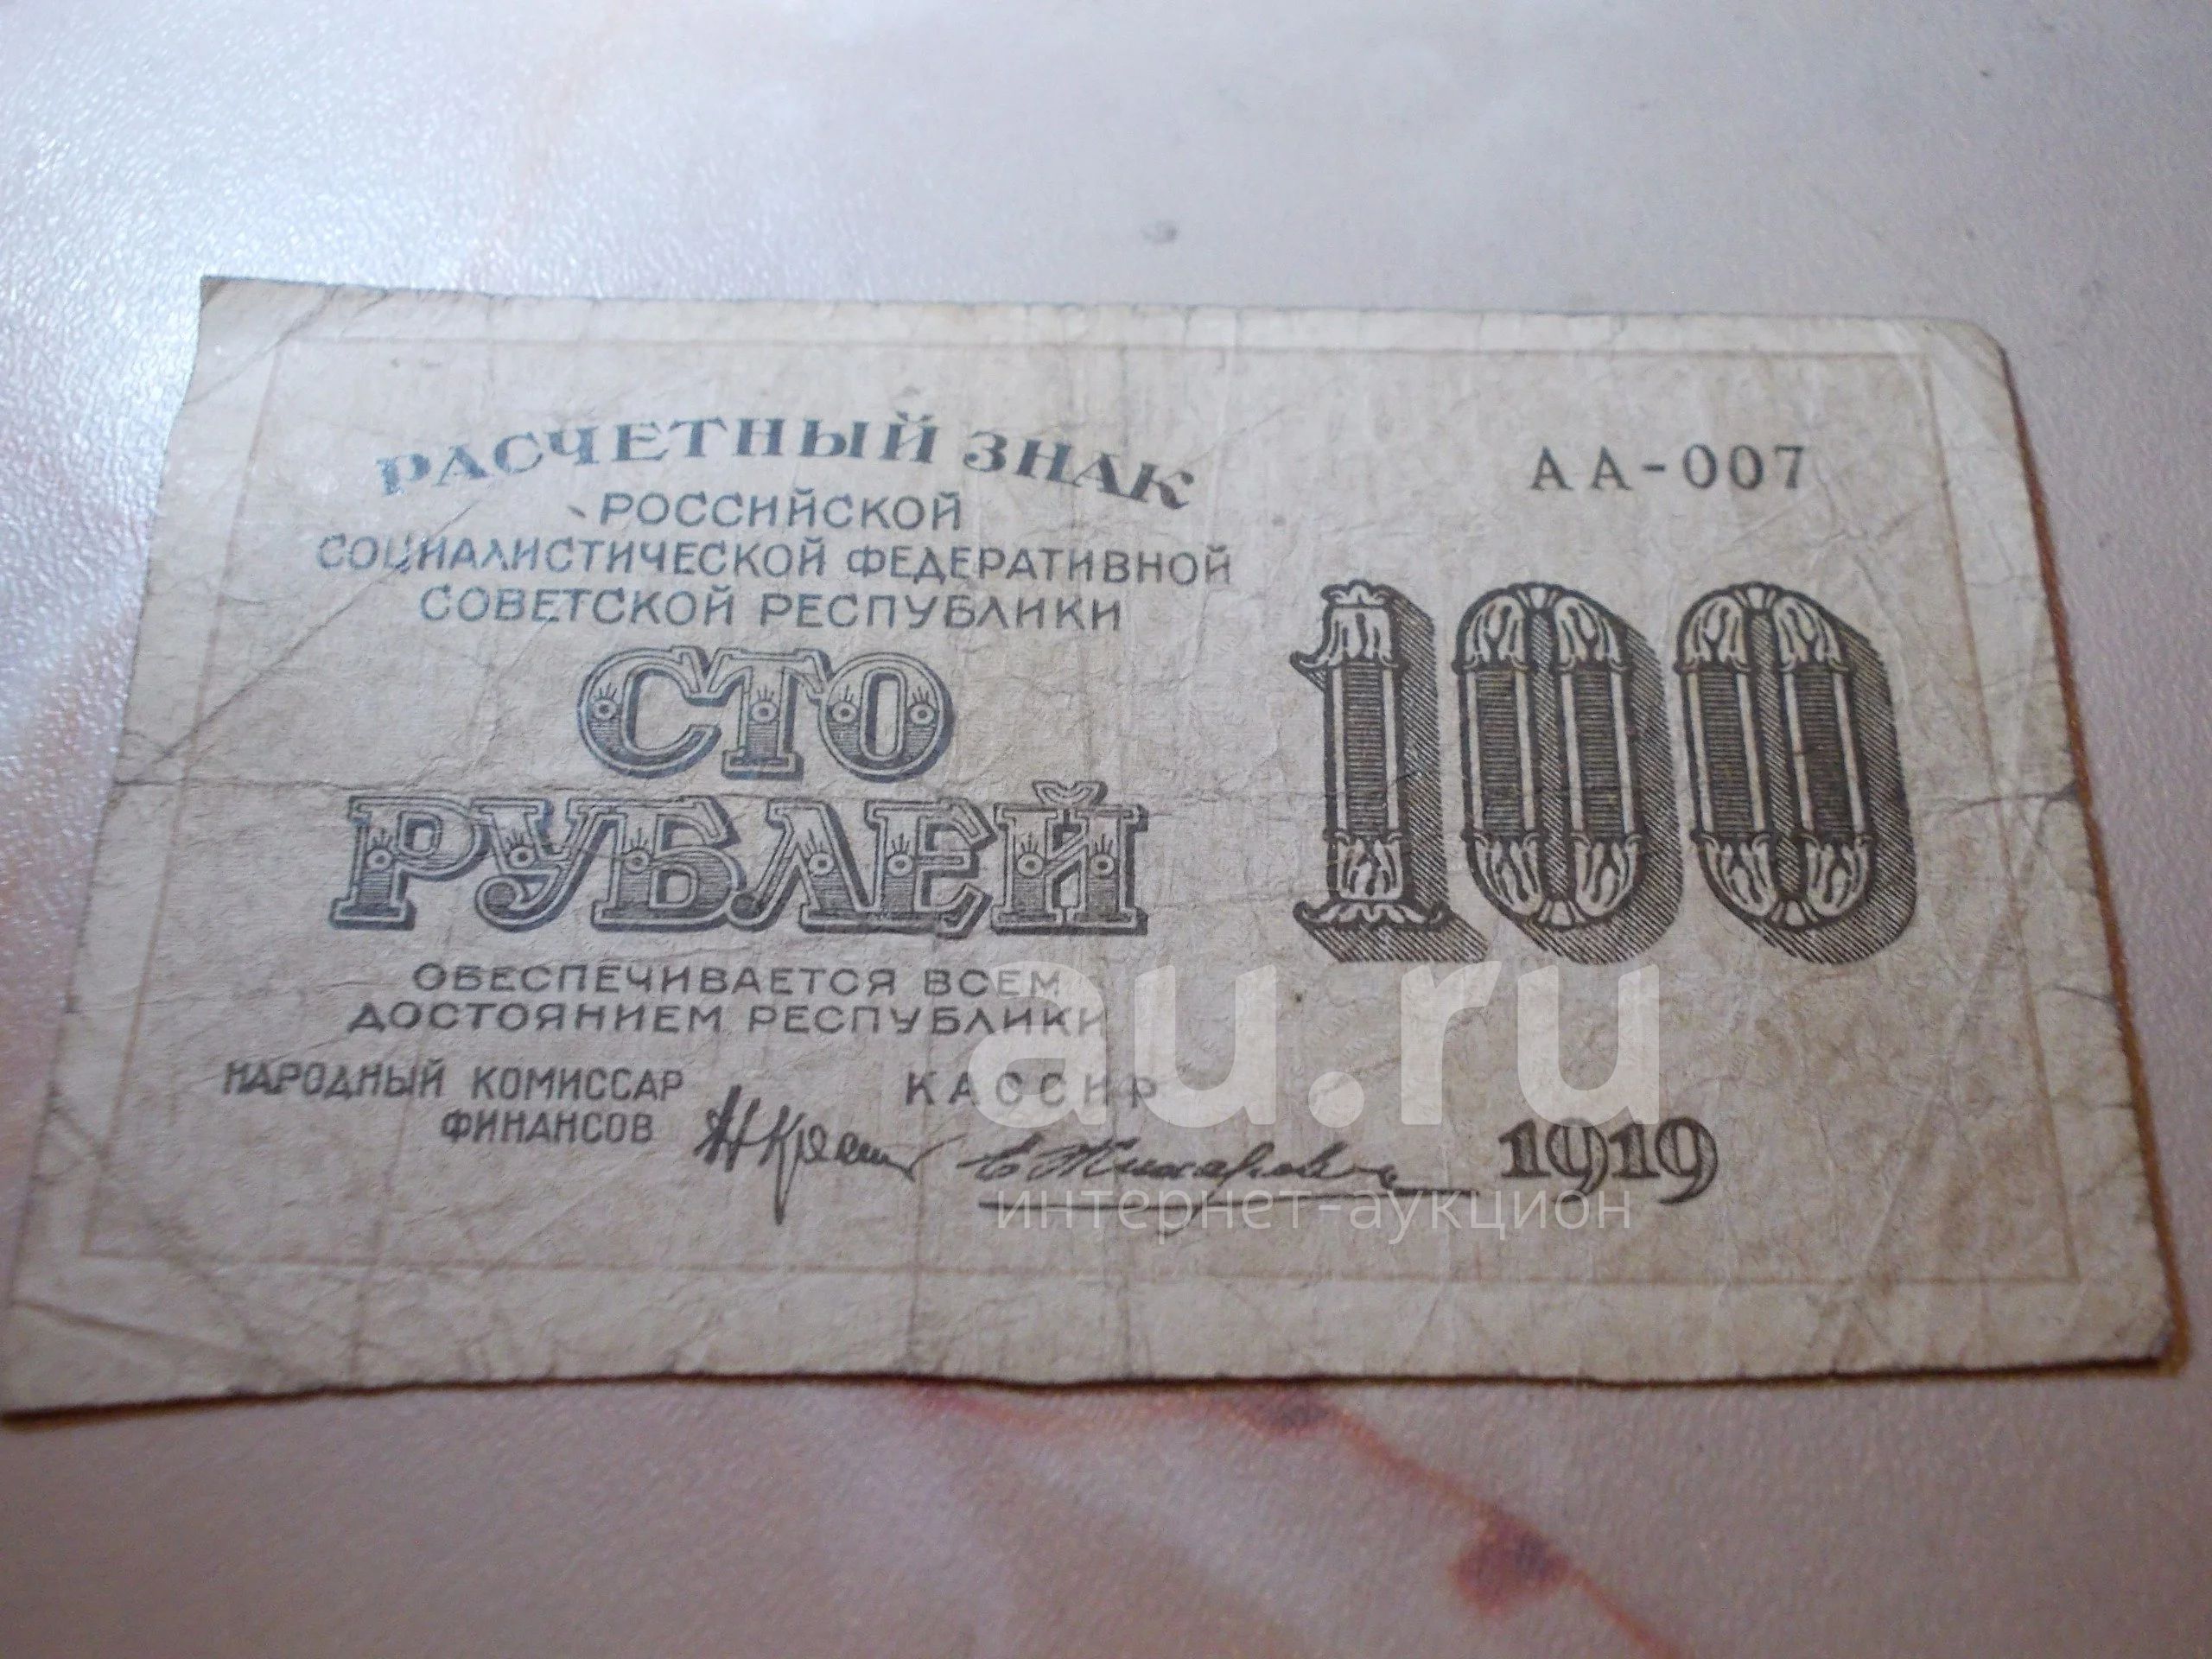 РАСЧЕТНЫЙ ЗНАК
РОССИЙСКОЙ
СОЦИАЛИСТИЧЕСКОЙ ФЕДЕРАТИВНОЙ
СОВЕТСКОЙ РЕСПУБЛИКИ
СТО
РУБЛЕЙ
ОБЕСПЕЧИВАЕТСЯ ВСЕМ
ДОСТОЯНИЕМ РЕСПУБЛИКИ
НАРОДНЫЙ КОМИССАР
ФИНАНСОВ
КАССИР
АА-007
100
1919
au.ru
интернет-аукцион